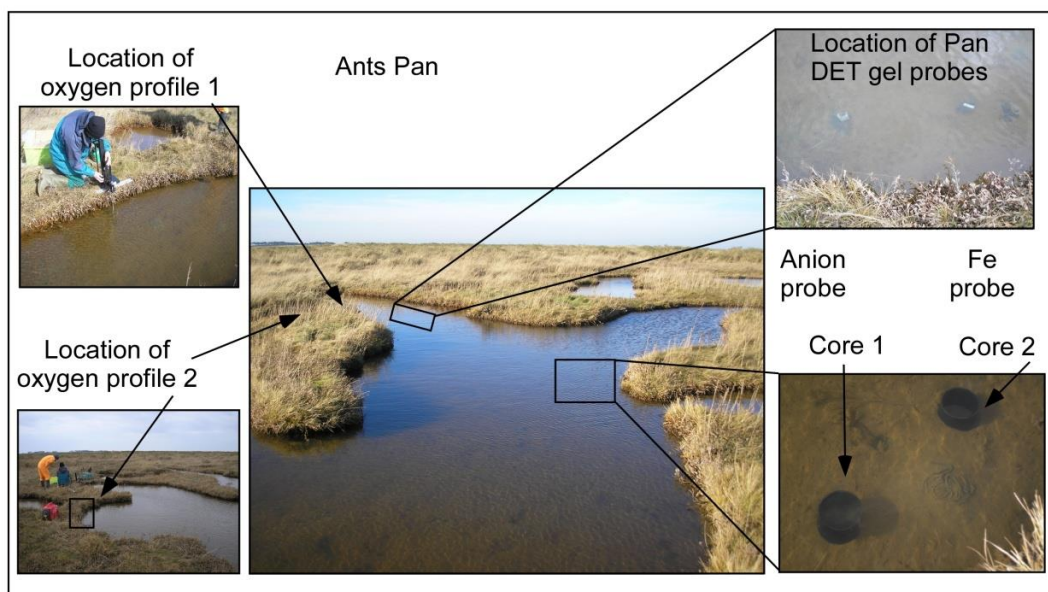 Location of
oxygen profile 1
Ants Pan
Location of Pan
DET gel probes
Anion
probe
Fe
probe
Location of
oxygen profile 2
Core 1
Core 2